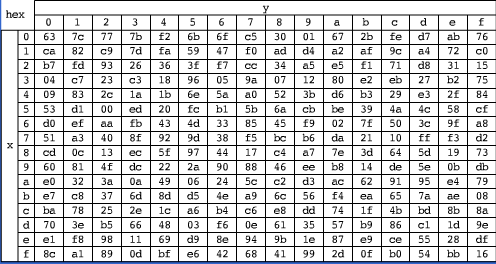 hex y
0 1 2 3 4 5 6 7 8 9 a b c d e f
0 63 7c 77 7b f2 6b 6f c5 30 01 67 2b fe d7 ab 76
1 ca 82 c9 7d fa 59 47 f0 ad d4 a2 af 9c a4 72 c0
2 b7 fd 93 26 36 3f f7 cc 34 a5 e5 f1 71 d8 31 15
3 04 c7 23 c3 18 96 05 9a 07 12 80 e2 eb 27 b2 75
4 09 83 2c 1a 1b 6e 5a a0 52 3b d6 b3 29 e3 2f 84
5 53 d1 00 ed 20 fc b1 5b 6a cb be 39 4a 4c 58 cf
6 d0 ef aa fb 43 4d 33 85 45 f9 02 7f 50 3c 9f a8
x 7 51 a3 40 8f 92 9d 38 f5 bc b6 da 21 10 ff f3 d2
8 cd 0c 13 ec 5f 97 44 17 c4 a7 7e 3d 64 5d 19 73
9 60 81 4f dc 22 2a 90 88 46 ee b8 14 de 5e 0b db
a e0 32 3a 0a 49 06 24 5c c2 d3 ac 62 91 95 e4 79
b e7 c8 37 6d 8d d5 4e a9 6c 56 f4 ea 65 7a ae 08
c ba 78 25 2e 1c a6 b4 c6 e8 dd 74 1f 4b bd 8b 8a
d 70 3e b5 66 48 03 f6 0e 61 35 57 b9 86 c1 1d 9e
e e1 f8 98 11 69 d9 8e 94 9b 1e 87 e9 ce 55 28 df
f 8c a1 89 0d bf e6 42 68 41 99 2d 0f b0 54 bb 16